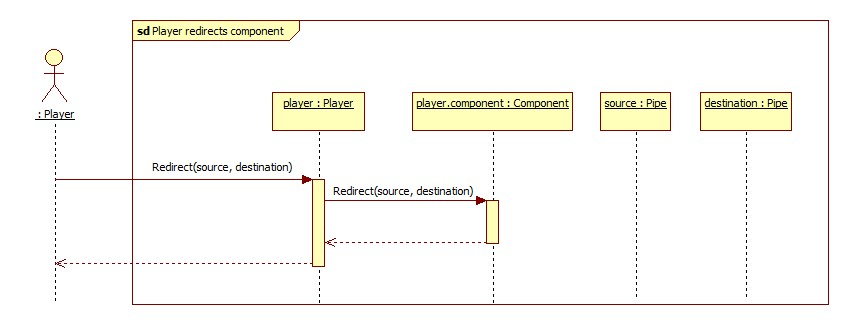 sd Player redirects component
: Player
player : Player
player.component : Component
source : Pipe
destination : Pipe
Redirect(source, destination)
Redirect(source, destination)